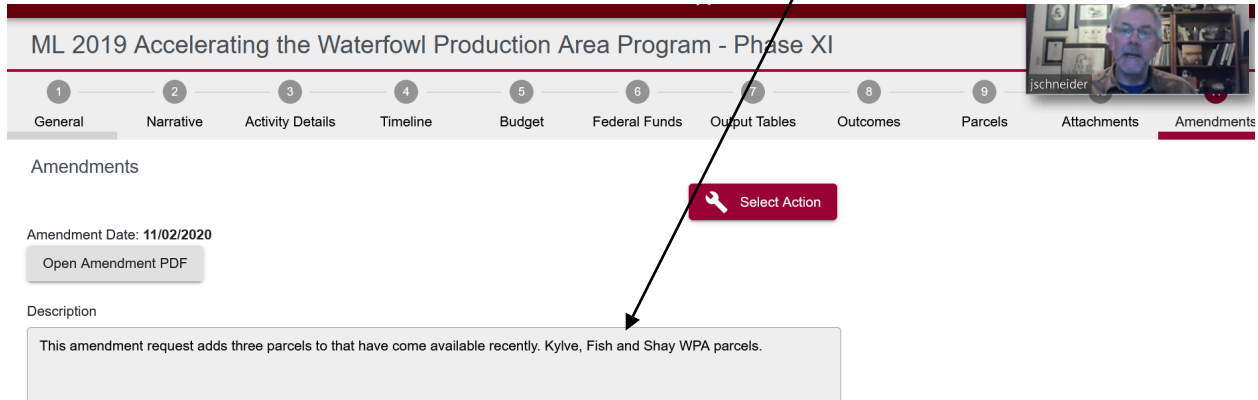 ML 2019 Accelerating the Waterfowl Production Area Program - Phase XI
jschneider
1 2 3 4 5 6 7 8 9
General Narrative Activity Details Timeline Budget Federal Funds Output Tables Outcomes Parcels Attachments Amendments
Amendments
Select Action
Amendment Date: 11/02/2020
Open Amendment PDF
Description
This amendment request adds three parcels to that have come available recently. Kylve, Fish and Shay WPA parcels.